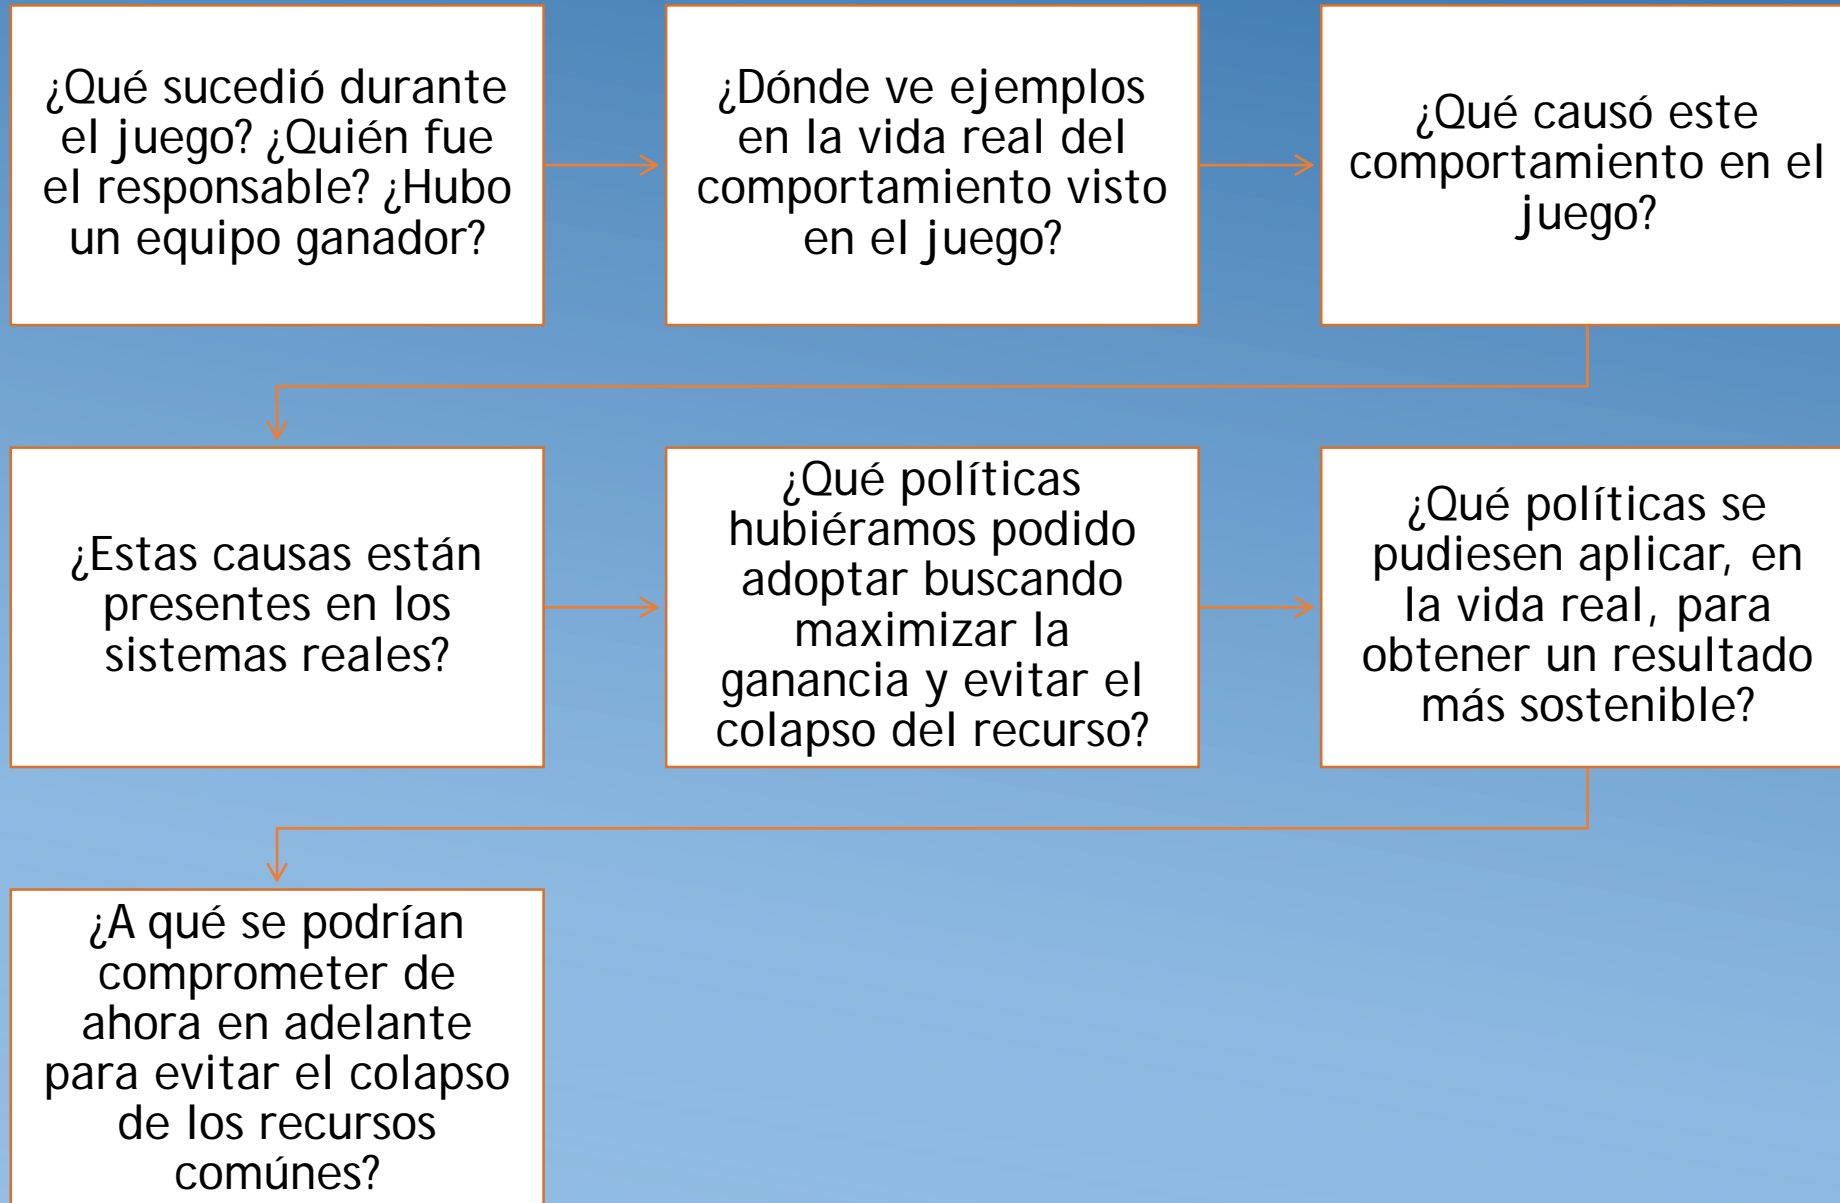 ¿Qué sucedió durante
el juego? ¿Quién fue
el responsable? ¿Hubo
un equipo ganador?
¿Dónde ve ejemplos
en la vida real del
comportamiento visto
en el juego?
¿Qué causó este
comportamiento en el
juego?
¿Estas causas están
presentes en los
sistemas reales?
¿Qué políticas
hubiéramos podido
adoptar buscando
maximizar la
ganancia y evitar el
colapso del recurso?
¿Qué políticas se
pudiesen aplicar, en
la vida real, para
obtener un resultado
más sostenible?
¿A qué se podrían
comprometer de
ahora en adelante
para evitar el colapso
de los recursos
comúnes?